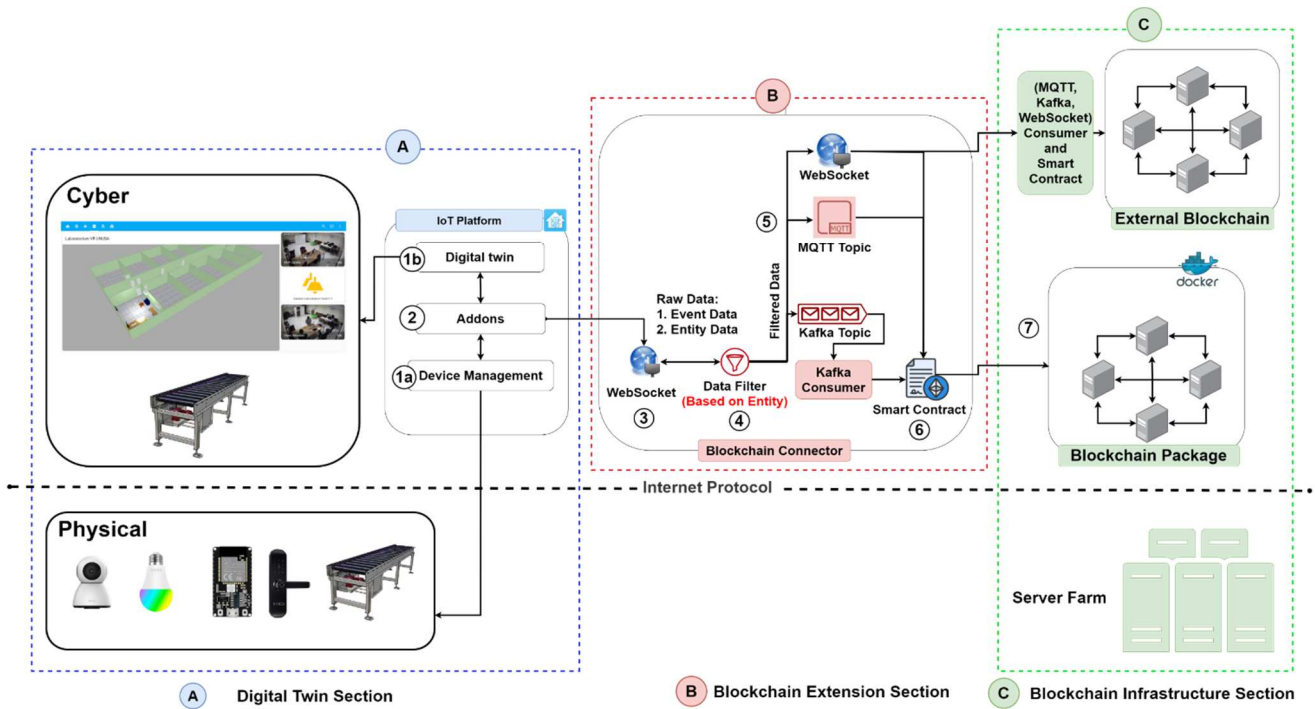 C
B
A
Cyber
IoT Platform
1b
Digital twin
2
Addons
1a
Device Management
Raw Data:
1. Event Data
2. Entity Data
WebSocket
3
Data Filter
(Based on Entity)
4
Filtered Data
5
WebSocket
MQTT
MQTT Topic
Kafka Topic
Kafka
Consumer
Smart Contract
6
Blockchain Connector
(MQTT,
Kafka,
WebSocket)
Consumer
and
Smart
Contract
External Blockchain
docker
7
Blockchain Package
Internet Protocol
Physical
Server Farm
A Digital Twin Section
B Blockchain Extension Section
C Blockchain Infrastructure Section